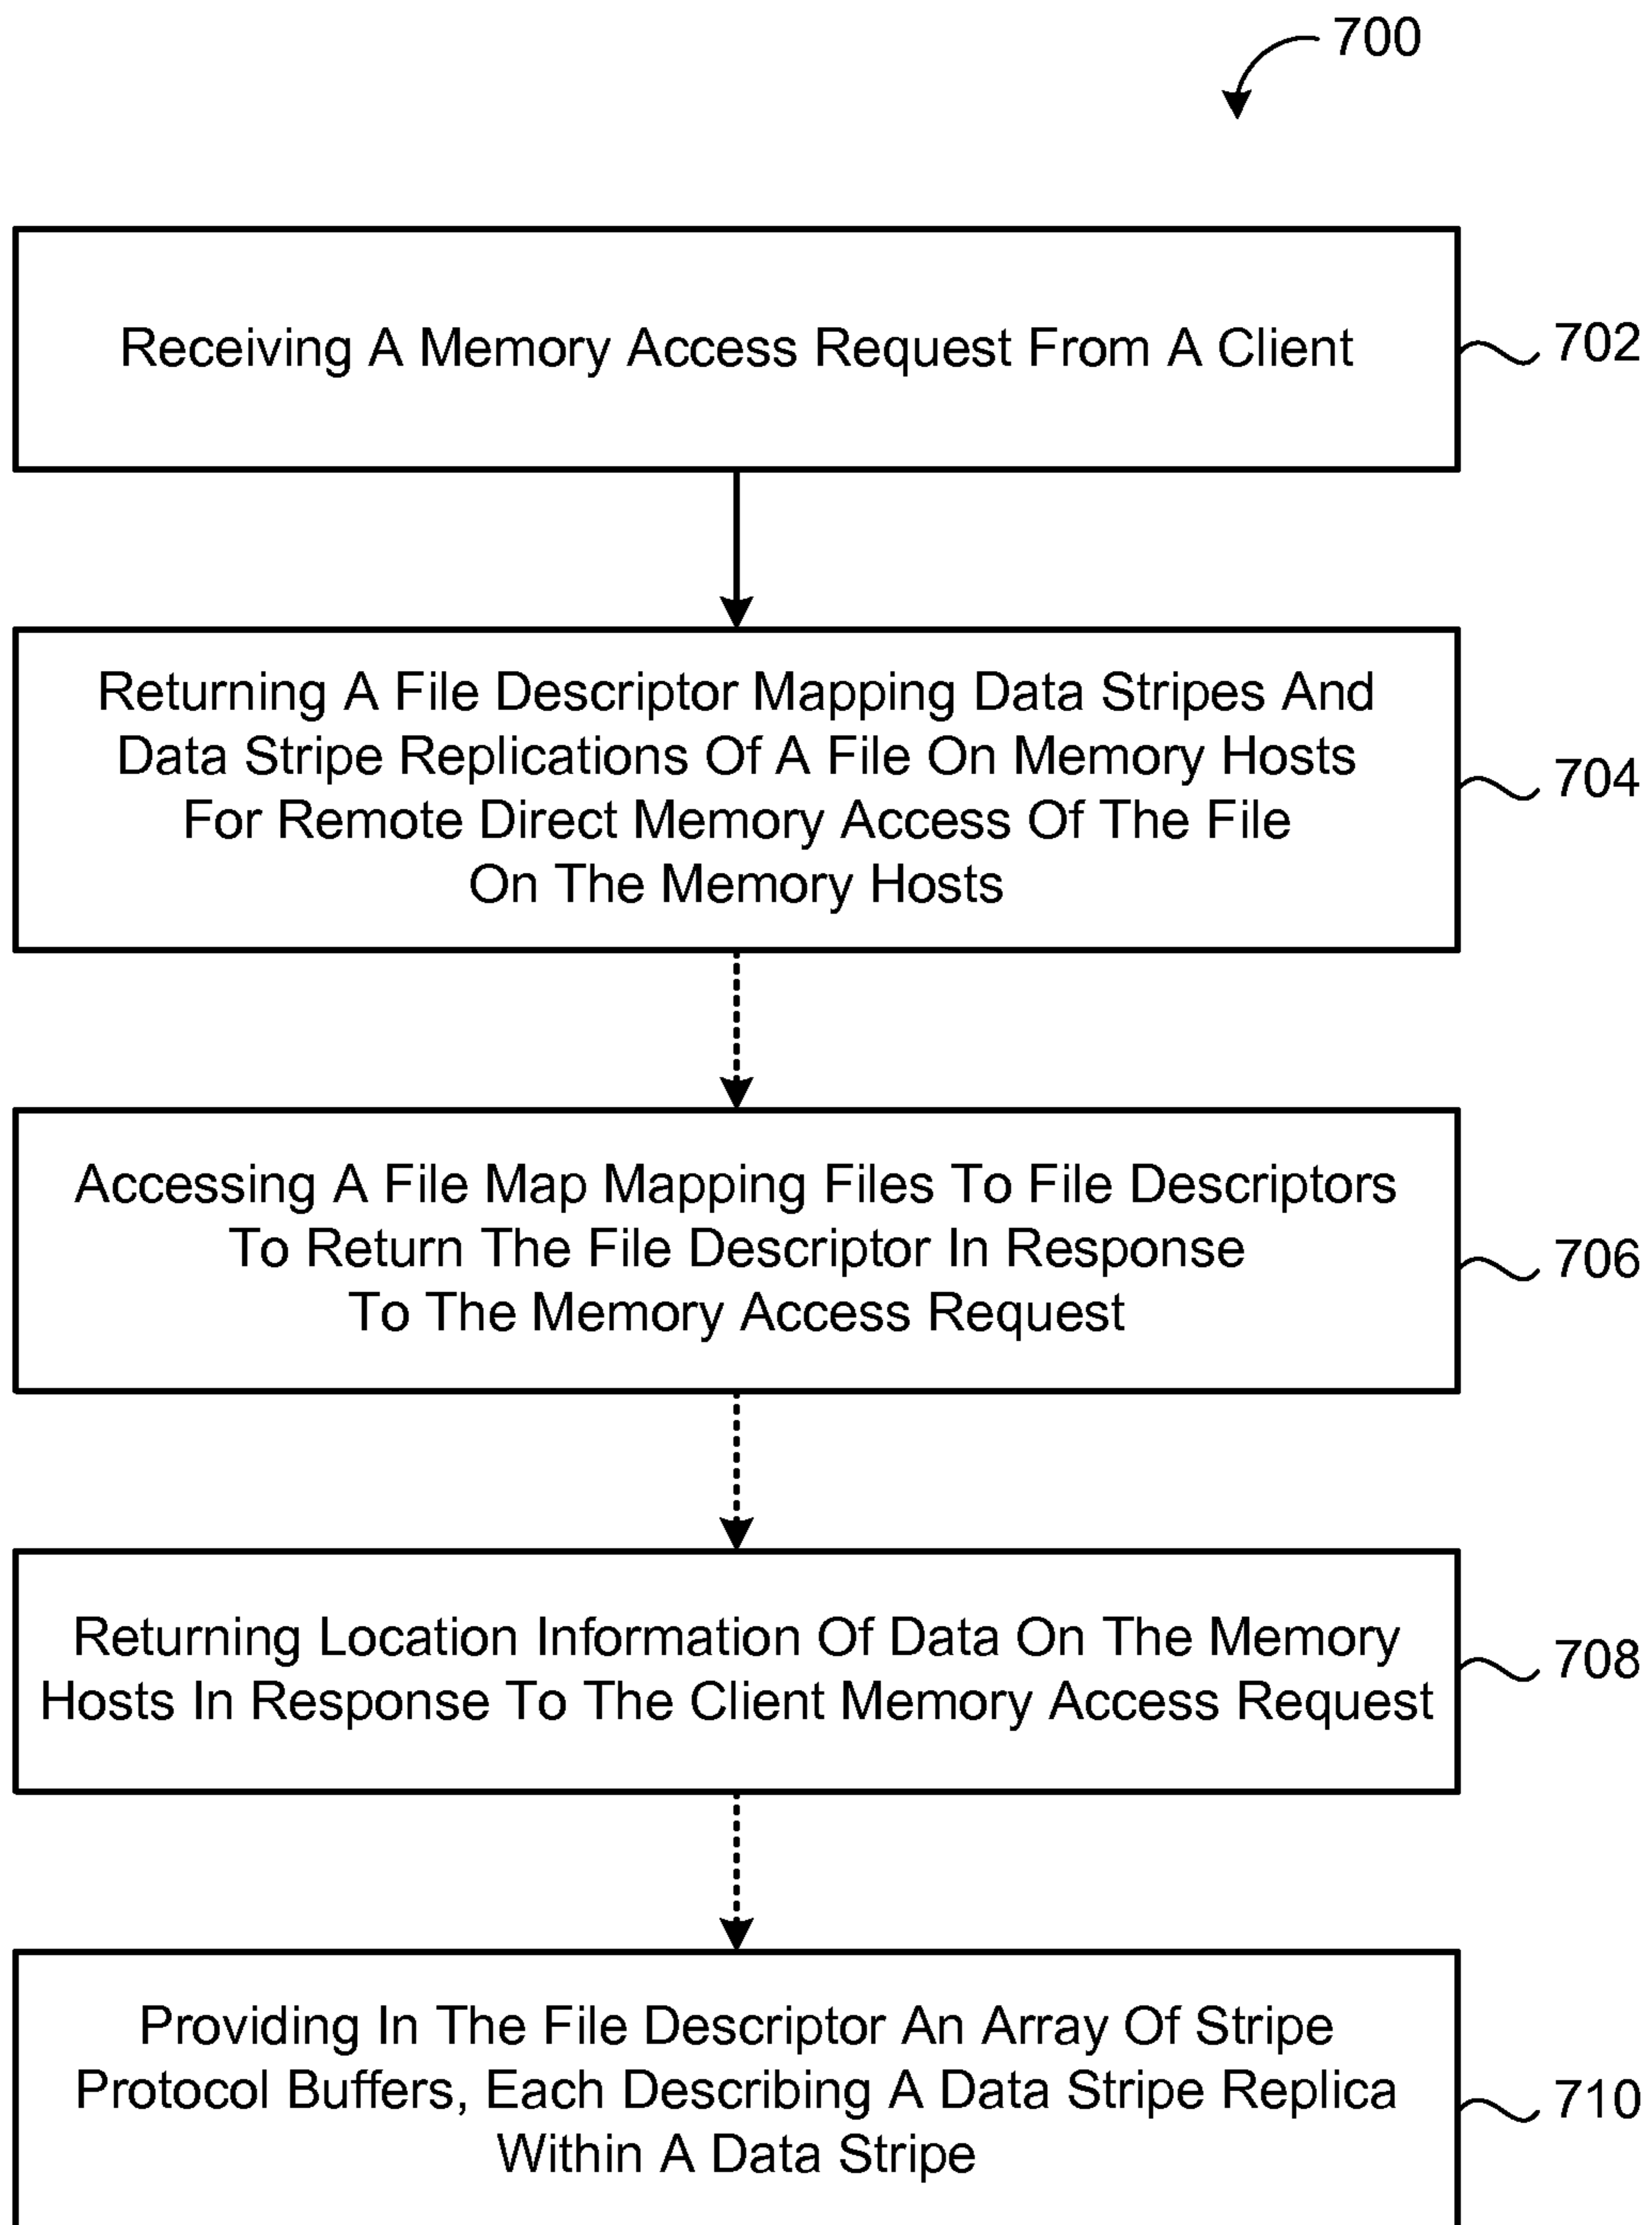 700
Receiving A Memory Access Request From A Client
702
Returning A File Descriptor Mapping Data Stripes And
Data Stripe Replications Of A File On Memory Hosts
For Remote Direct Memory Access Of The File
On The Memory Hosts
704
Accessing A File Map Mapping Files To File Descriptors
To Return The File Descriptor In Response
To The Memory Access Request
706
Returning Location Information Of Data On The Memory
Hosts In Response To The Client Memory Access Request
708
Providing In The File Descriptor An Array Of Stripe
Protocol Buffers, Each Describing A Data Stripe Replica
Within A Data Stripe
710